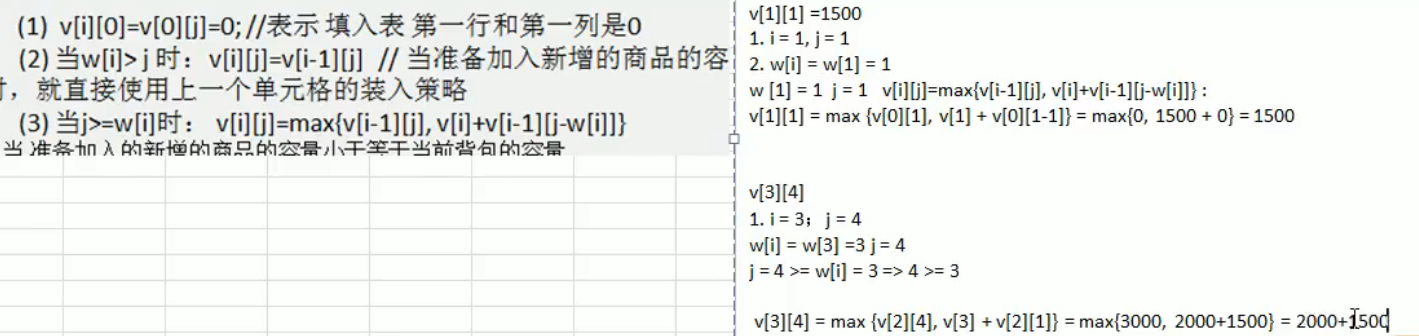 (1) v[i][0]=v[0][j]=0; //表示 填入表 第一行和第一列是0
(2) 当w[i]> j 时：v[i][j]=v[i-1][j] // 当准备加入新增的商品的容
时，就直接使用上一个单元格的装入策略
(3) 当j>=w[i]时： v[i][j]=max{v[i-1][j], v[i]+v[i-1][j-w[i]]}
当 准备加入的新增的商品的容量小于等于当前背包的容量
v[1][1] =1500
1. i = 1, j = 1
2. w[i] = w[1] = 1
w [1] = 1 j = 1 v[i][j]=max{v[i-1][j], v[i]+v[i-1][j-w[i]]} :
v[1][1] = max {v[0][1], v[1] + v[0][1-1]} = max{0, 1500 + 0} = 1500
v[3][4]
1. i = 3； j = 4
w[i] = w[3] =3 j = 4
j = 4 >= w[i] = 3 => 4 >= 3
v[3][4] = max {v[2][4], v[3] + v[2][1]} = max{3000, 2000+1500} = 2000+1500